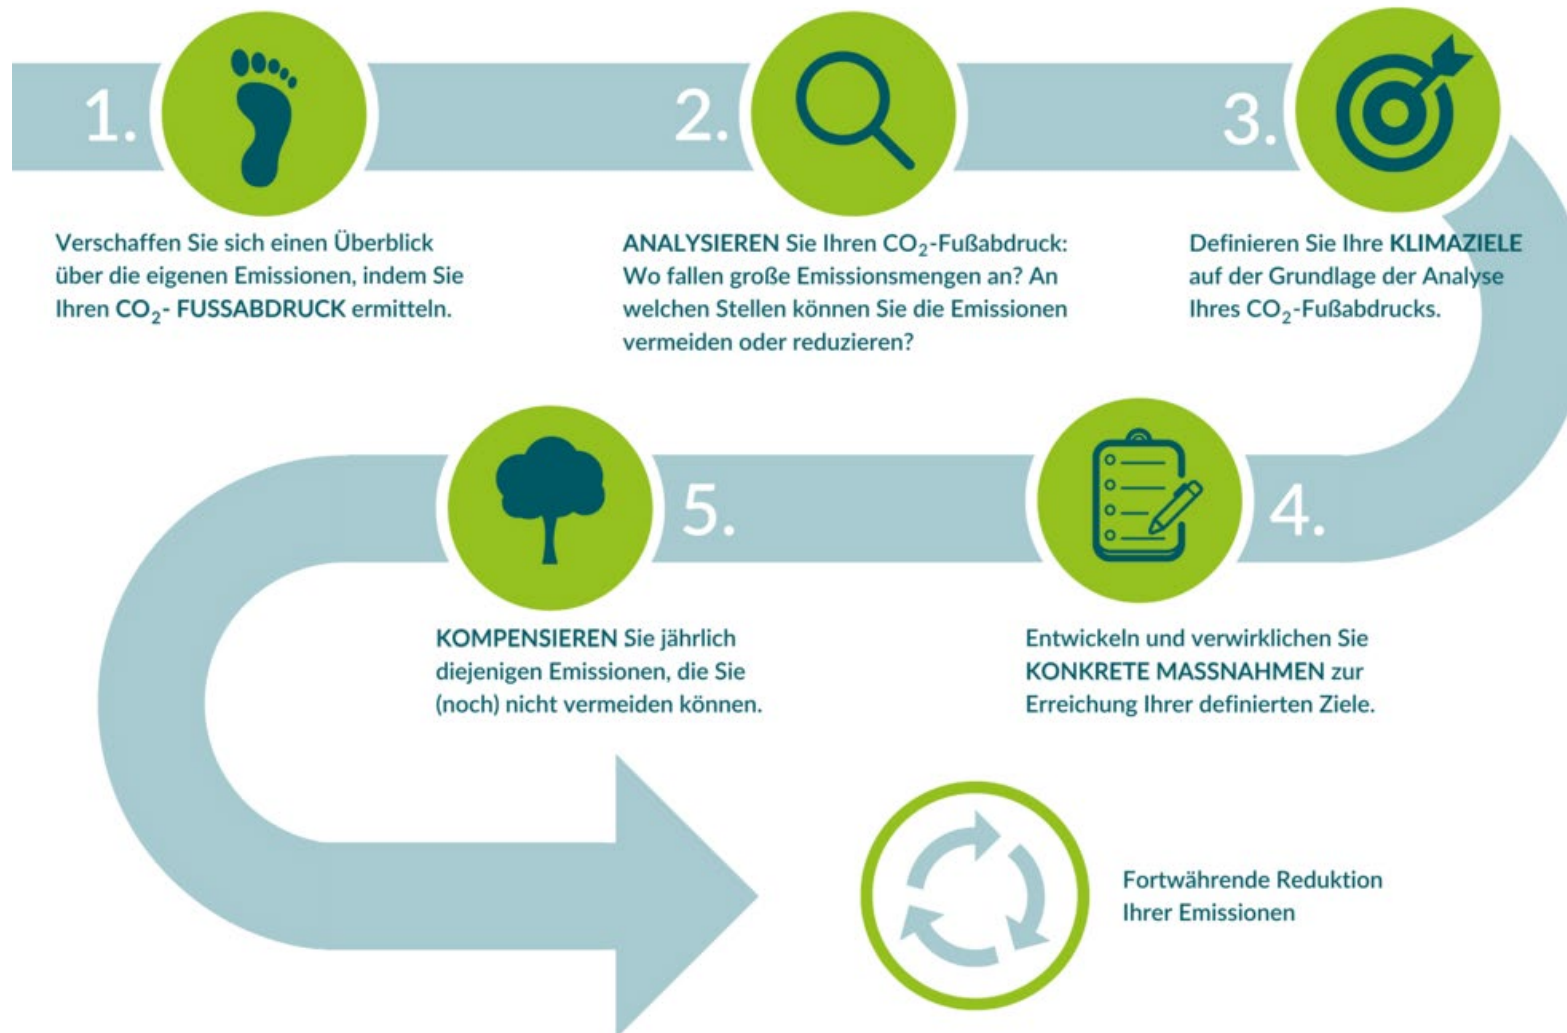 1.
Verschaffen Sie sich einen Überblick
über die eigenen Emissionen, indem Sie
Ihren CO₂- FUSSABDRUCK ermitteln.
2.
ANALYSIEREN Sie Ihren CO₂-Fußabdruck:
Wo fallen große Emissionsmengen an? An
welchen Stellen können Sie die Emissionen
vermeiden oder reduzieren?
3.
Definieren Sie Ihre KLIMAZIELE
auf der Grundlage der Analyse
Ihres CO₂-Fußabdrucks.
4.
Entwickeln und verwirklichen Sie
KONKRETE MASSNAHMEN zur
Erreichung Ihrer definierten Ziele.
5.
KOMPENSIEREN Sie jährlich
diejenigen Emissionen, die Sie
(noch) nicht vermeiden können.
Fortwährende Reduktion
Ihrer Emissionen